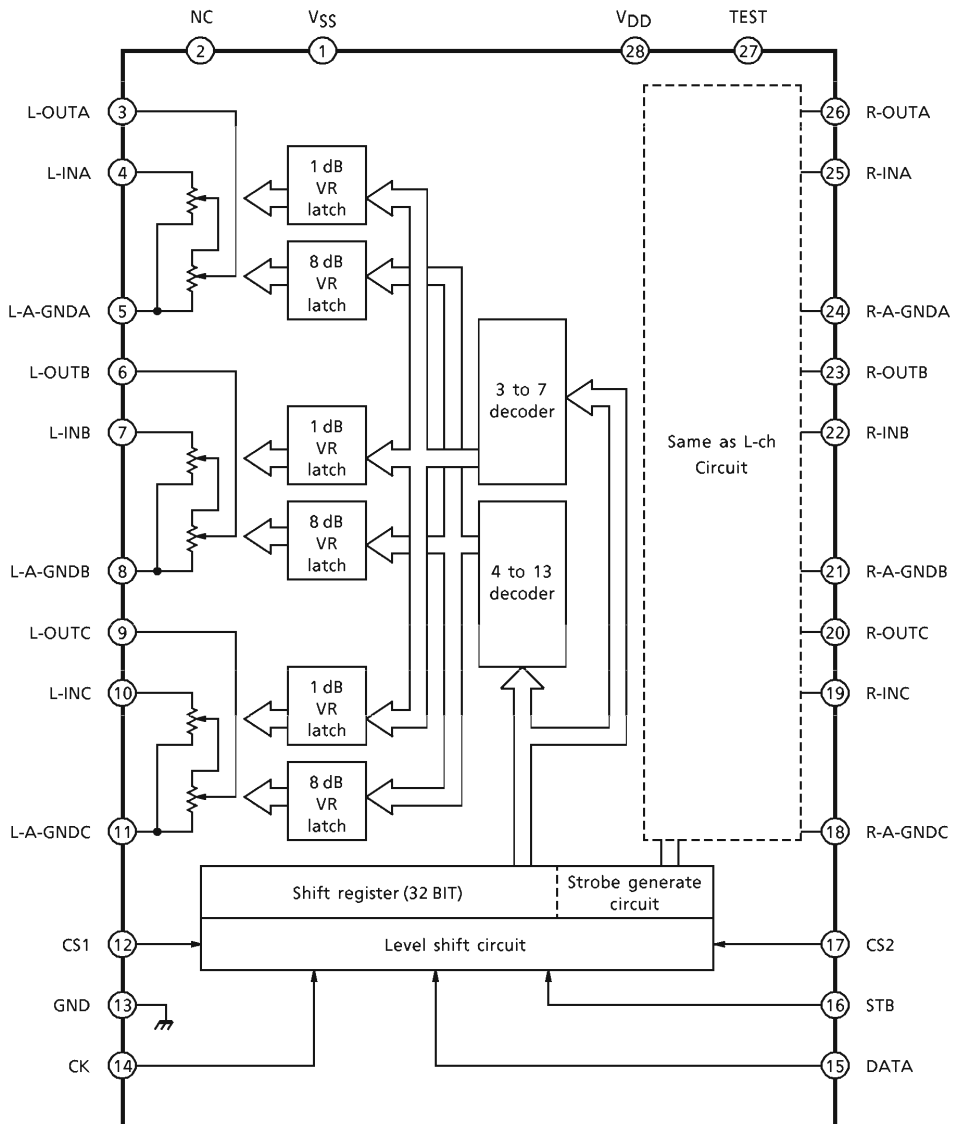 NC
VSS
VDD
TEST
2
1
28
27
L-OUTA
3
26
R-OUTA
L-INA
4
1 dB
VR
latch
25
R-INA
8 dB
VR
latch
L-A-GNDA
5
24
R-A-GNDA
L-OUTB
6
23
R-OUTB
3 to 7
decoder
L-INB
7
1 dB
VR
latch
Same as L-ch
Circuit
22
R-INB
8 dB
VR
latch
4 to 13
decoder
L-A-GNDB
8
21
R-A-GNDB
L-OUTC
9
20
R-OUTC
L-INC
10
1 dB
VR
latch
19
R-INC
8 dB
VR
latch
L-A-GNDC
11
18
R-A-GNDC
Shift register (32 BIT)
Strobe generate
circuit
CS1
12
Level shift circuit
17
CS2
GND
13
16
STB
CK
14
15
DATA